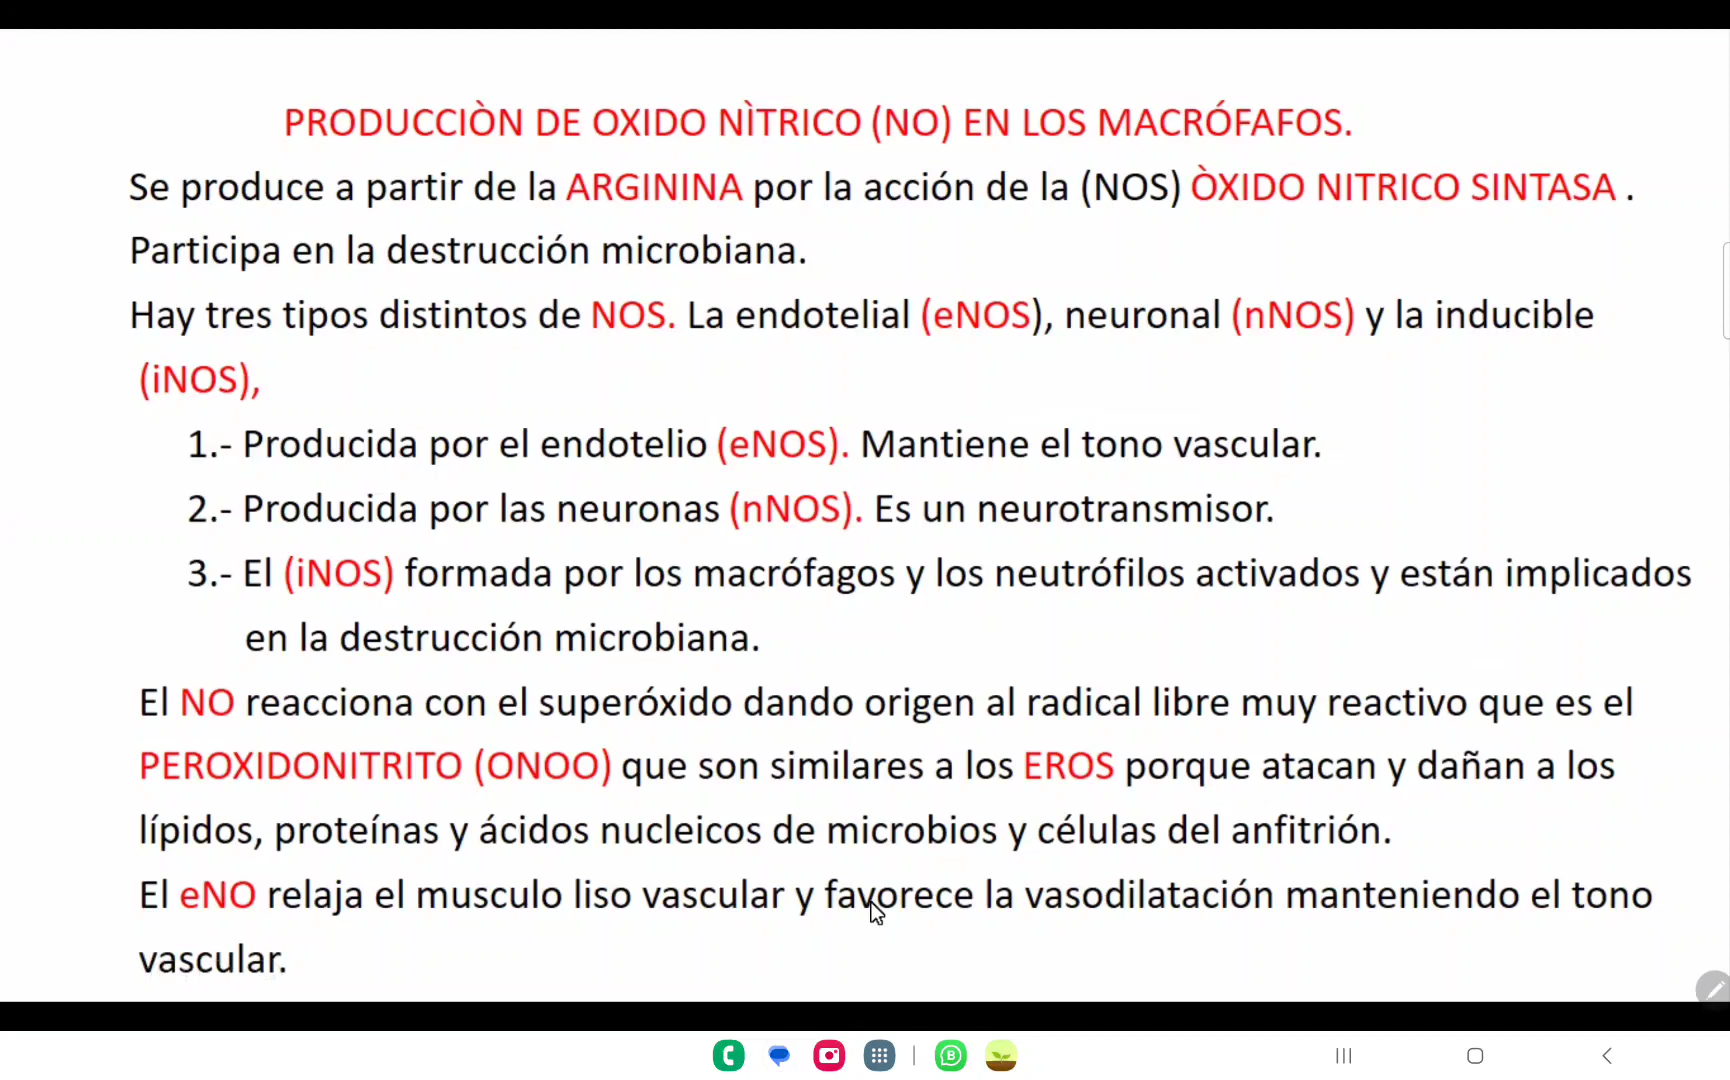 PRODUCCIÒN DE OXIDO NÌTRICO (NO) EN LOS MACRÓFAFOS.
Se produce a partir de la ARGININA por la acción de la (NOS) ÒXIDO NITRICO SINTASA .
Participa en la destrucción microbiana.
Hay tres tipos distintos de NOS. La endotelial (eNOS), neuronal (nNOS) y la inducible
(iNOS),
1.- Producida por el endotelio (eNOS). Mantiene el tono vascular.
2.- Producida por las neuronas (nNOS). Es un neurotransmisor.
3.- El (iNOS) formada por los macrófagos y los neutrófilos activados y están implicados
en la destrucción microbiana.
El NO reacciona con el superóxido dando origen al radical libre muy reactivo que es el
PEROXIDONITRITO (ONOO) que son similares a los EROS porque atacan y dañan a los
lípidos, proteínas y ácidos nucleicos de microbios y células del anfitrión.
El eNO relaja el musculo liso vascular y favorece la vasodilatación manteniendo el tono
vascular.